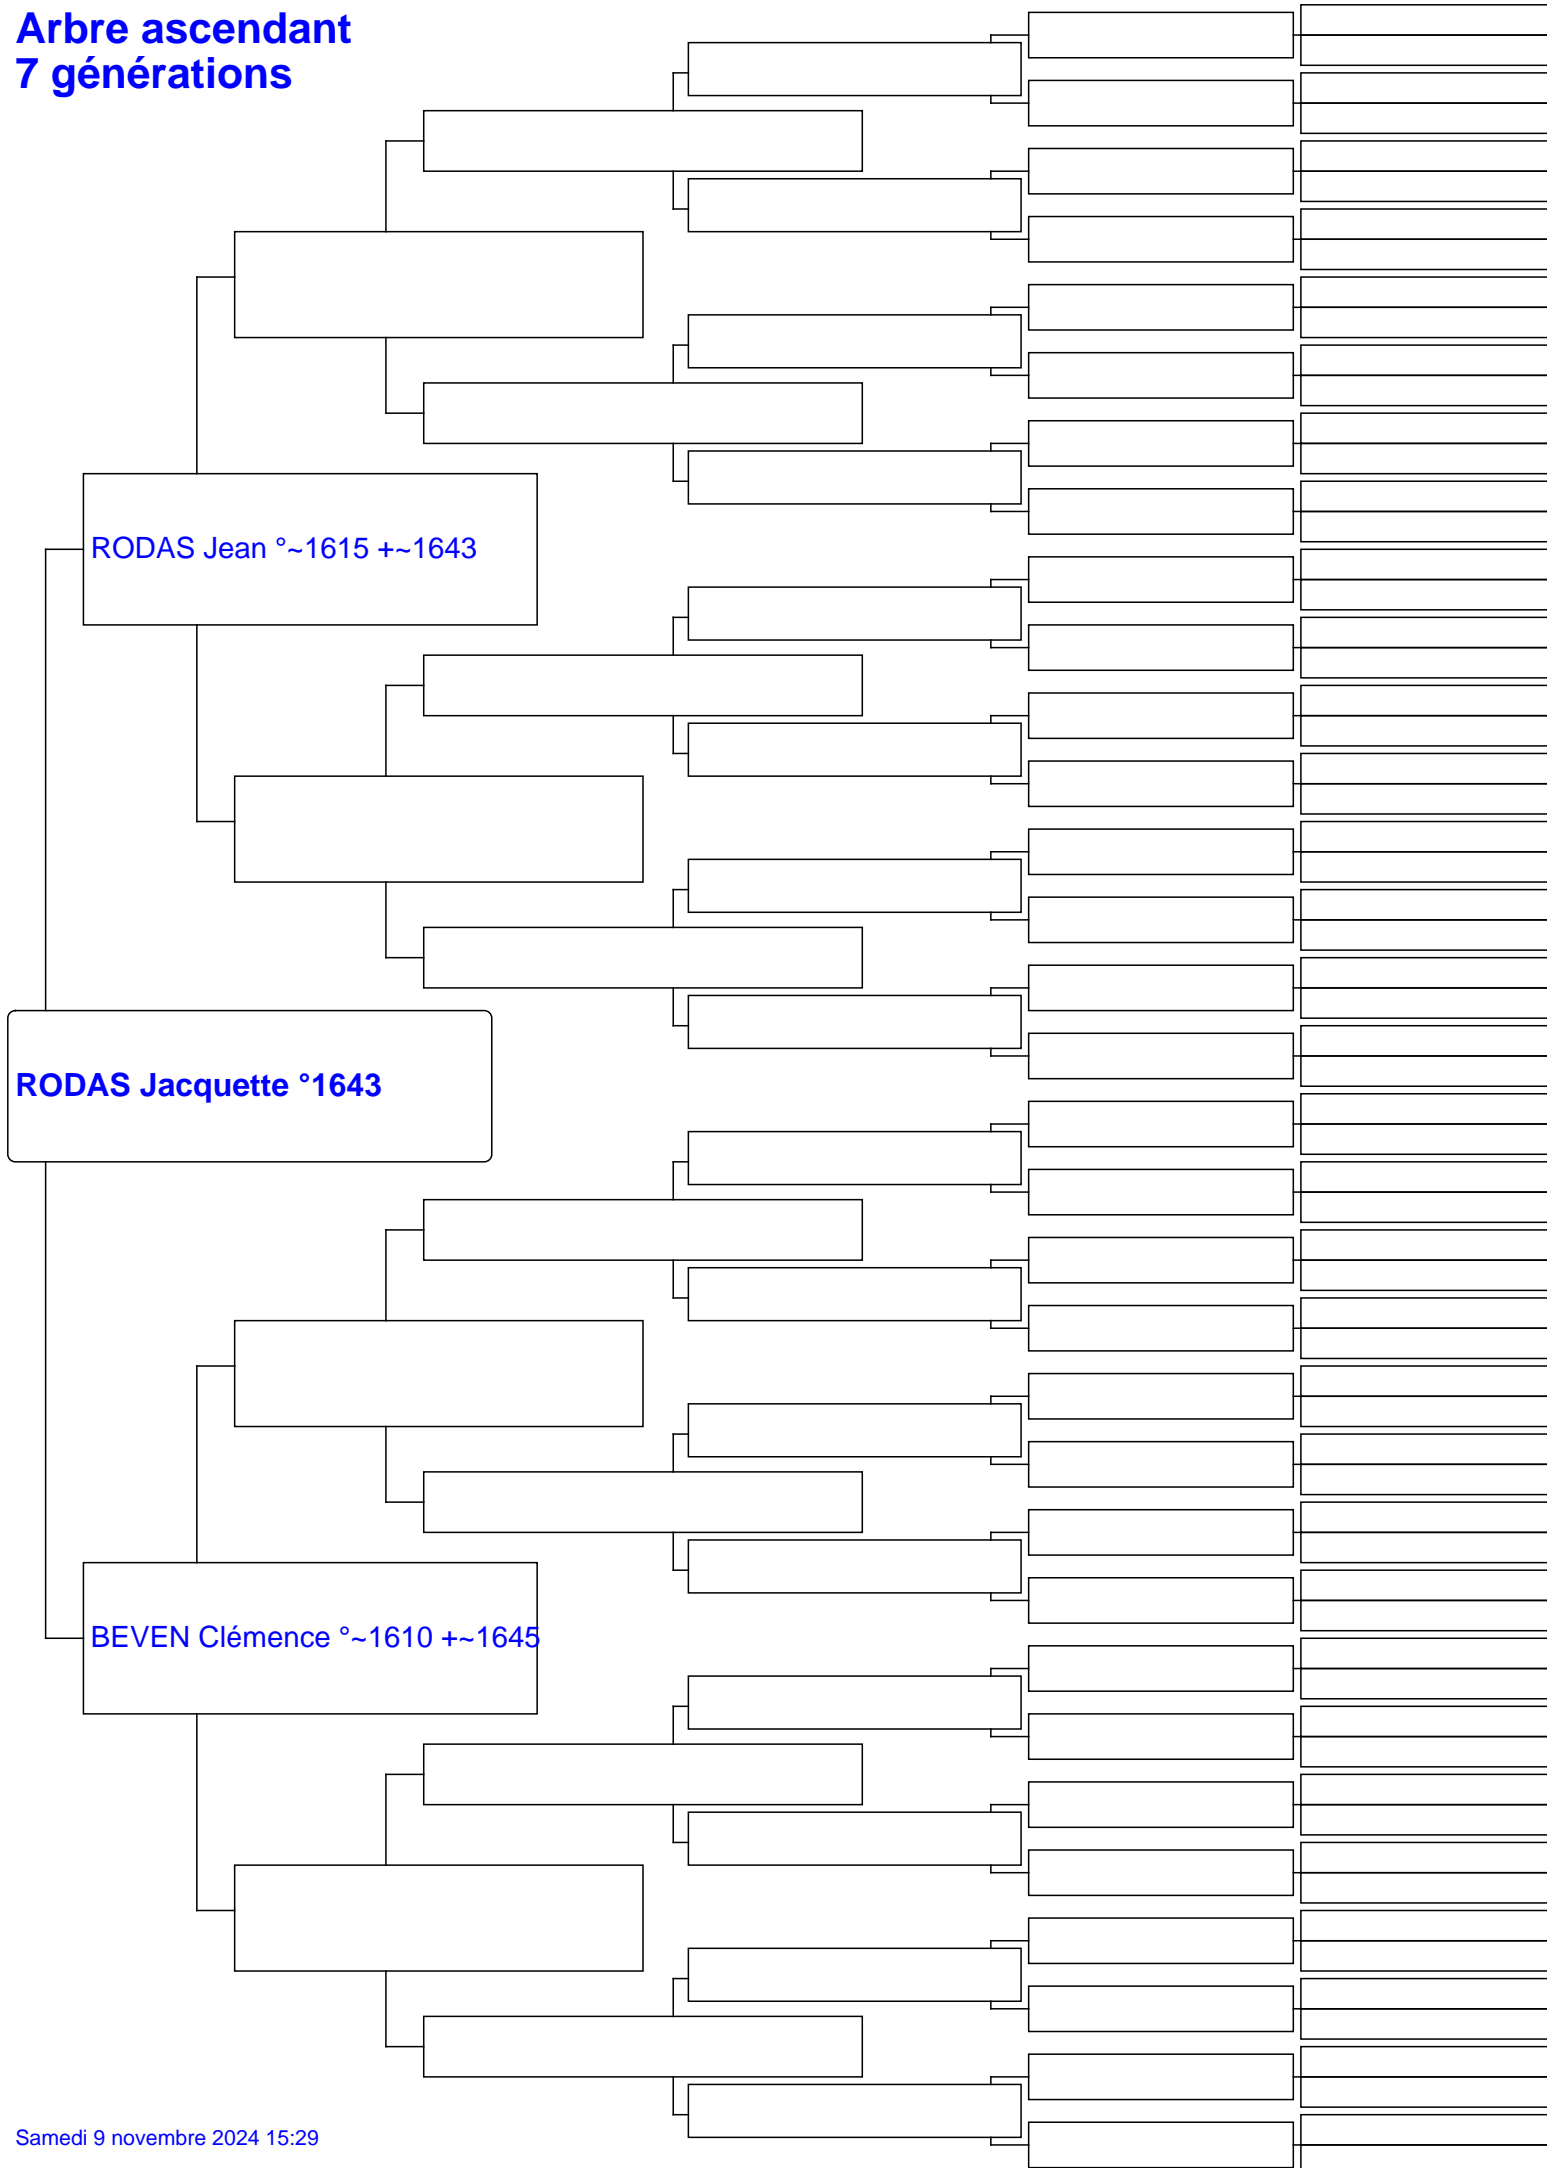 Arbre ascendant
7 générations
RODAS Jean °~1615 +~1643
RODAS Jacquette °1643
BEVEN Clémence °~1610 +~1645
Samedi 9 novembre 2024 15:29